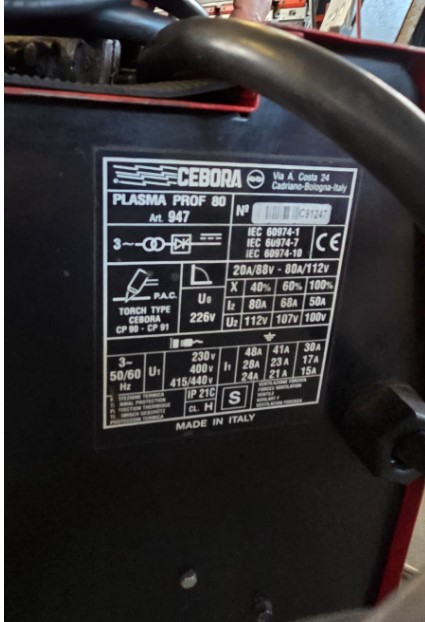 CEBORA
Via A. Costa 24
Cadriano-Bologna-Italy
PLASMA PROF 80
Art. 947
Nº C91247
3~
IEC 60974-1
IEC 60974-7
IEC 60974-10
CE
P.A.C.
TORCH TYPE
CEBORA
CP 90 - CP 91
U0
226V
20A/88V - 80A/112V
X 40% 60% 100%
I2 80A 68A 50A
U2 112V 107V 100V
3~
50/60
Hz
U1
230V
400V
415/440V
I1
48A 41A 30A
28A 23A 17A
24A 21A 15A
IP 21C
CL. H
S
MADE IN ITALY